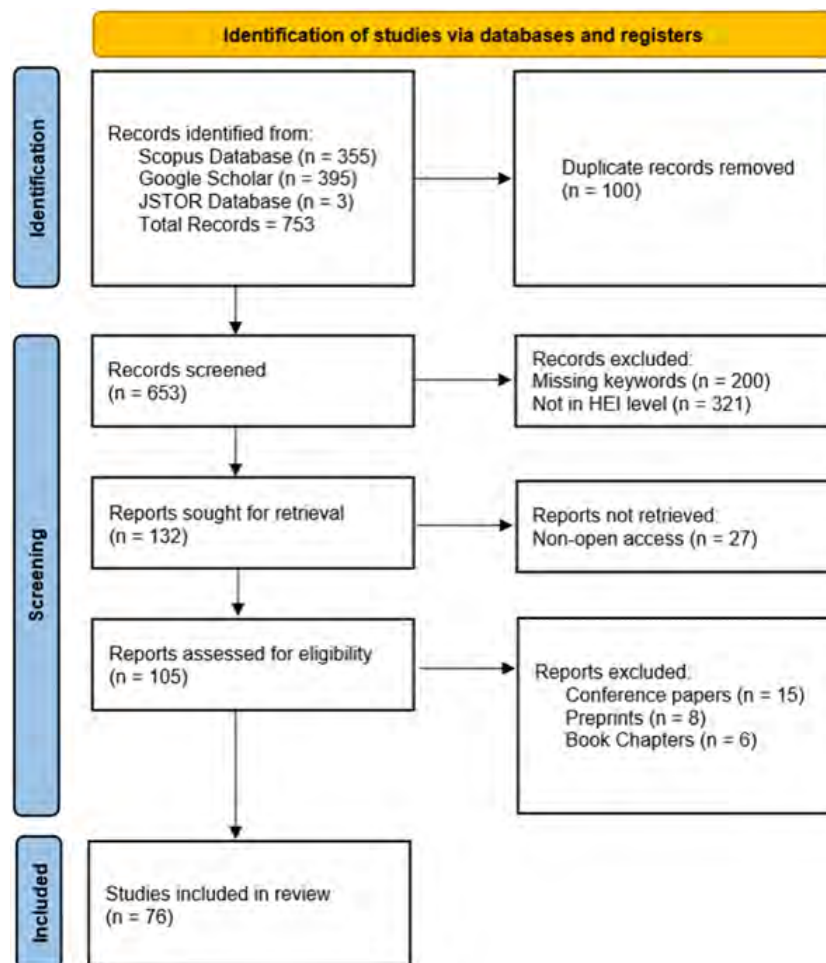 Identification of studies via databases and registers
Identification
Records identified from:
Scopus Database (n = 355)
Google Scholar (n = 395)
JSTOR Database (n = 3)
Total Records = 753
Duplicate records removed
(n = 100)
Screening
Records screened
(n = 653)
Records excluded:
Missing keywords (n = 200)
Not in HEI level (n = 321)
Reports sought for retrieval
(n = 132)
Reports not retrieved:
Non-open access (n = 27)
Reports assessed for eligibility
(n = 105)
Reports excluded:
Conference papers (n = 15)
Preprints (n = 8)
Book Chapters (n = 6)
Included
Studies included in review
(n = 76)